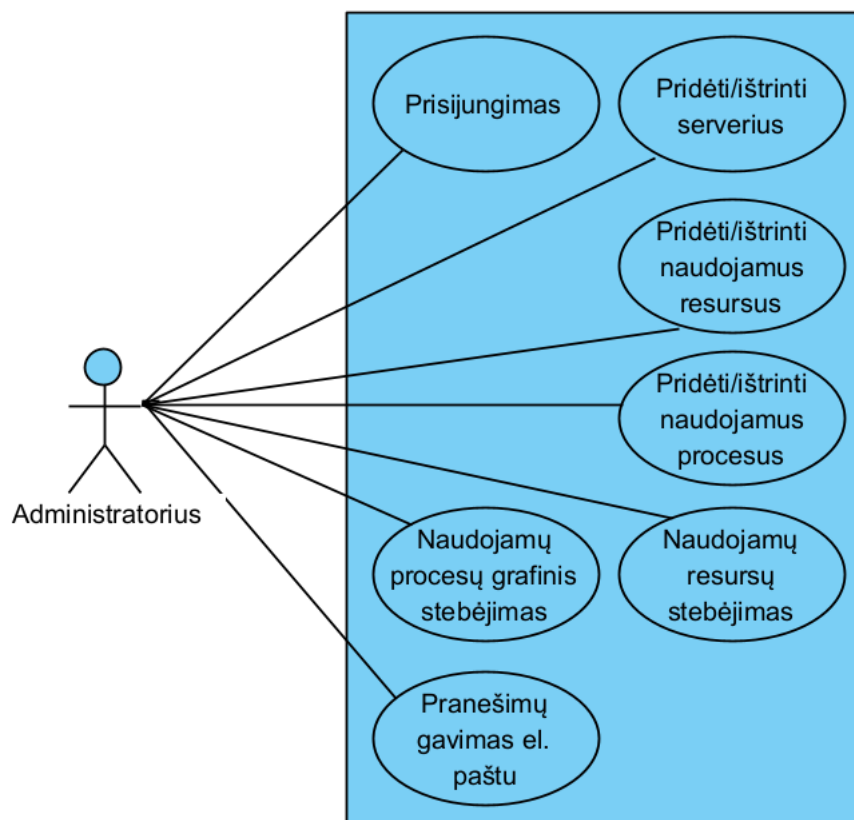 Prisijungimas
Pridėti/ištrinti
serverius
Pridėti/ištrinti
naudojamus
resursus
Pridėti/ištrinti
naudojamus
procesus
Administratorius
Naudojamų
procesų grafinis
stebėjimas
Naudojamų
resursų
stebėjimas
Pranešimų
gavimas el.
paštu